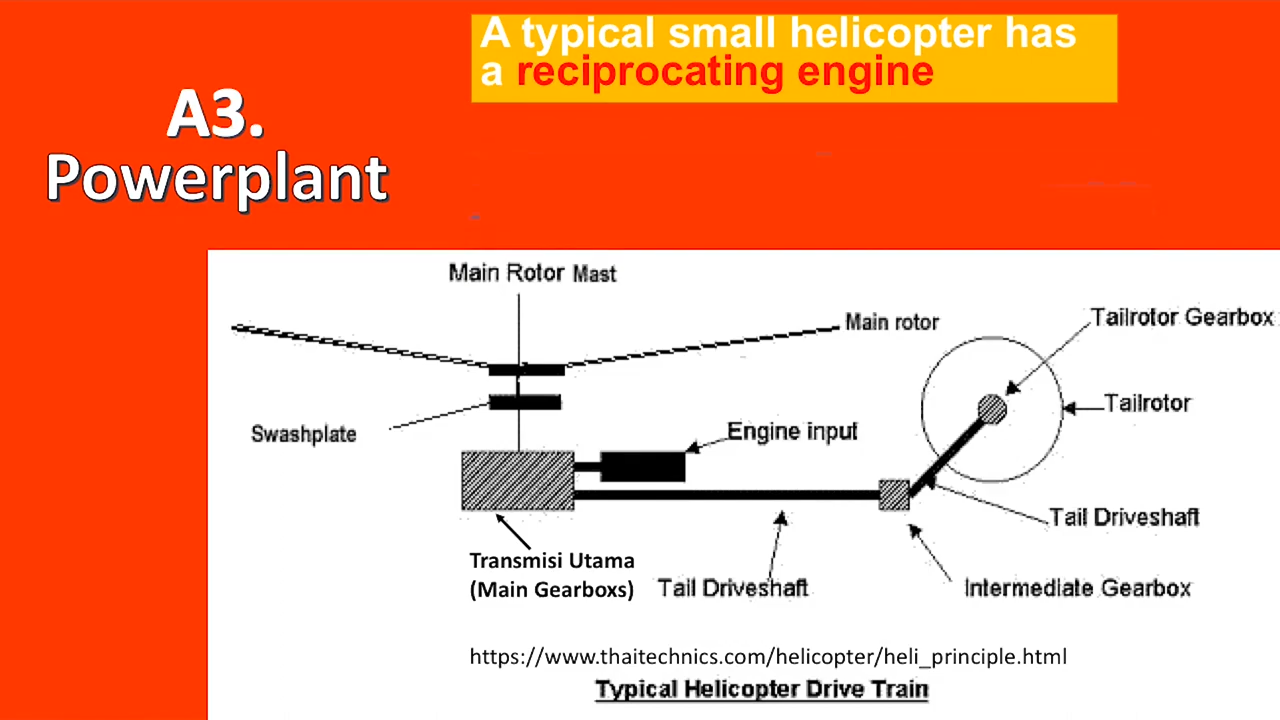 A typical small helicopter has
a reciprocating engine
A3.
Powerplant
Main Rotor Mast
Main rotor
Tailrotor Gearbox
Tailrotor
Swashplate
Engine input
Tail Driveshaft
Transmisi Utama
(Main Gearboxs)
Tail Driveshaft
Intermediate Gearbox
https://www.thaitechnics.com/helicopter/heli_principle.html
Typical Helicopter Drive Train